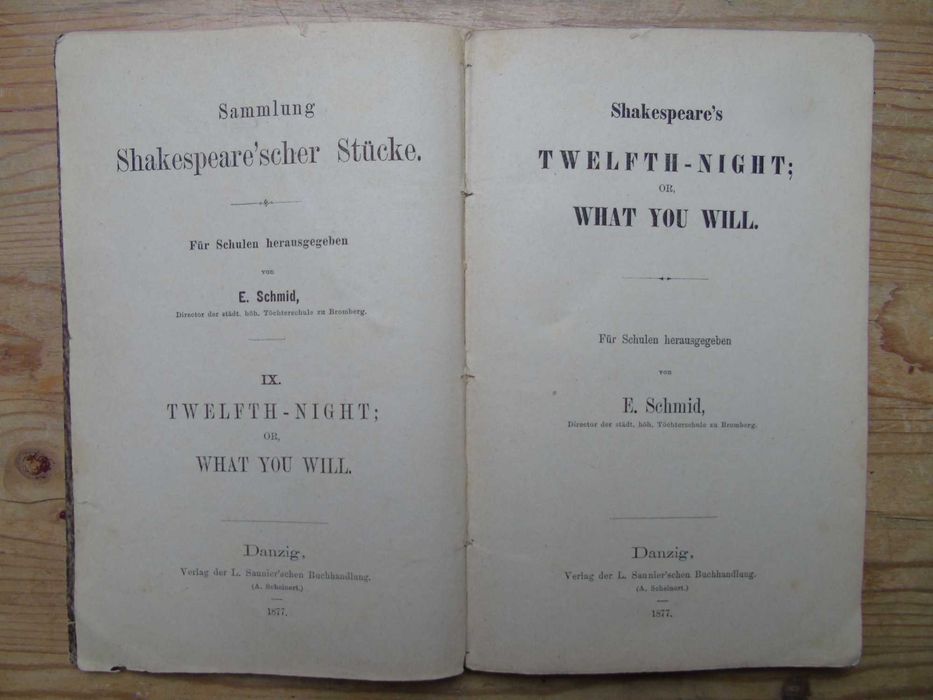 Sammlung
Shakespeare'scher Stücke.
Für Schulen herausgegeben
von
E. Schmid,
Director der städt. höh. Töchterschule zu Bromberg.
IX.
TWELFTH-NIGHT;
OR,
WHAT YOU WILL.
Danzig,
Verlag der L. Saunier'schen Buchhandlung.
(A. Scheinert.)
1877.
Shakespeare's
TWELFTH-NIGHT;
OR,
WHAT YOU WILL.
Für Schulen herausgegeben
von
E. Schmid,
Director der städt. höh. Töchterschule zu Bromberg.
Danzig,
Verlag der L. Saunier'schen Buchhandlung.
(A. Scheinert.)
1877.